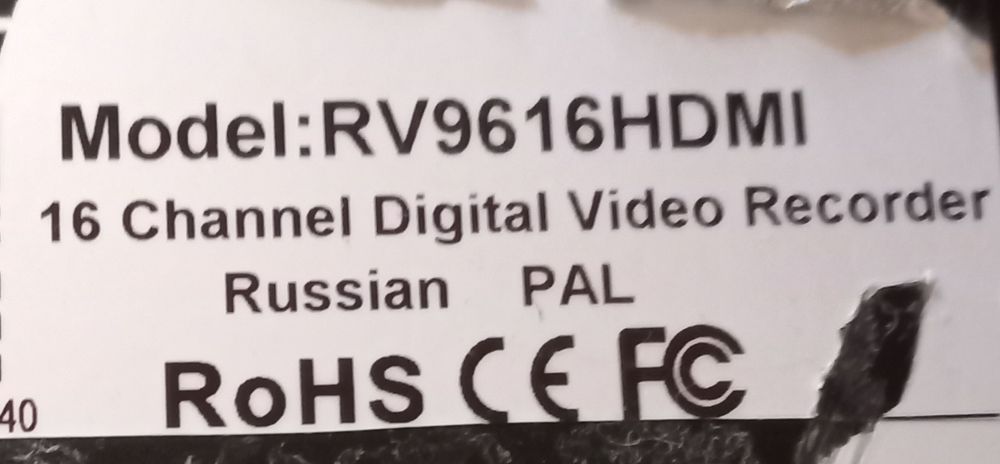 Model:RV9616HDMI
16 Channel Digital Video Recorder
Russian PAL
RoHS CE FC
40